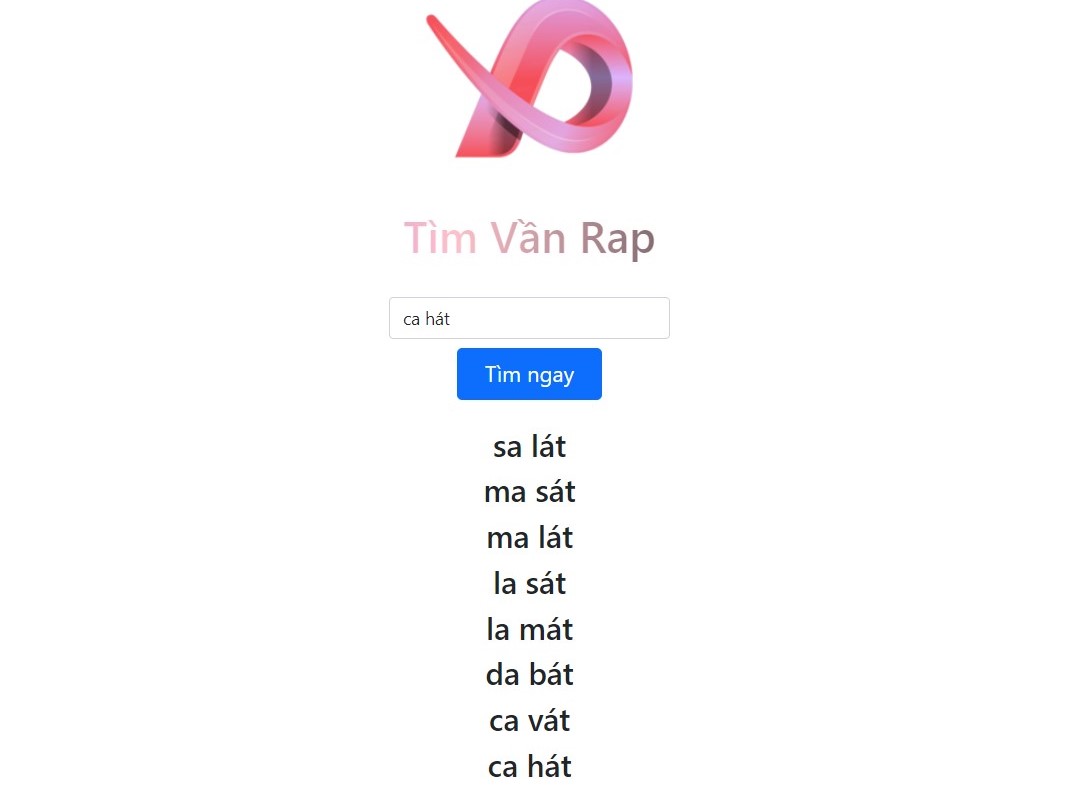 Tìm Vần Rap
ca hát
Tìm ngay
sa lát
ma sát
ma lát
la sát
la mát
da bát
ca vát
ca hát